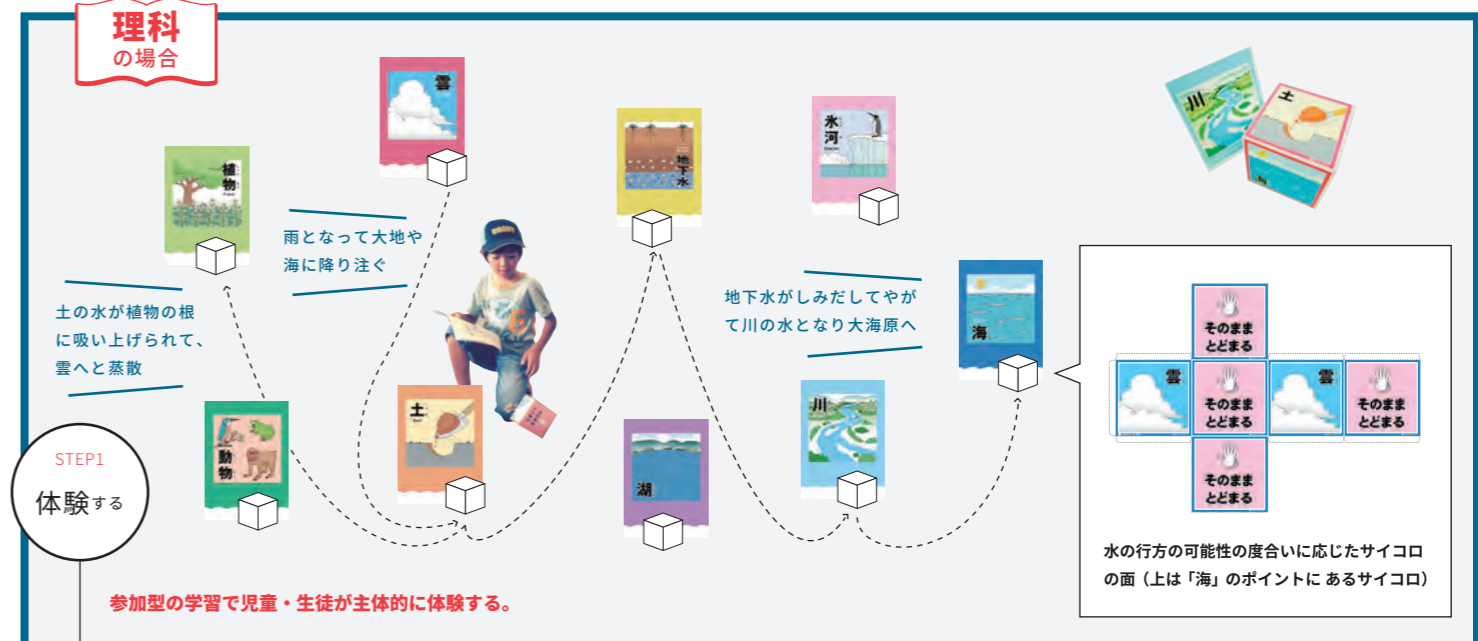 理科
の場合
雲
植物
地下水
氷河
川
土
海
雨となって大地や
海に降り注ぐ
土の水が植物の根
に吸い上げられて、
雲へと蒸散
地下水がしみだしてやが
て川の水となり大海原へ
海
動物
土
湖
川
STEP1
体験する
参加型の学習で児童・生徒が主体的に体験する。
そのまま
とどまる
雲
そのまま
とどまる
雲
そのまま
とどまる
そのまま
とどまる
水の行方の可能性の度合いに応じたサイコロ
の面（上は「海」のポイントに あるサイコロ）